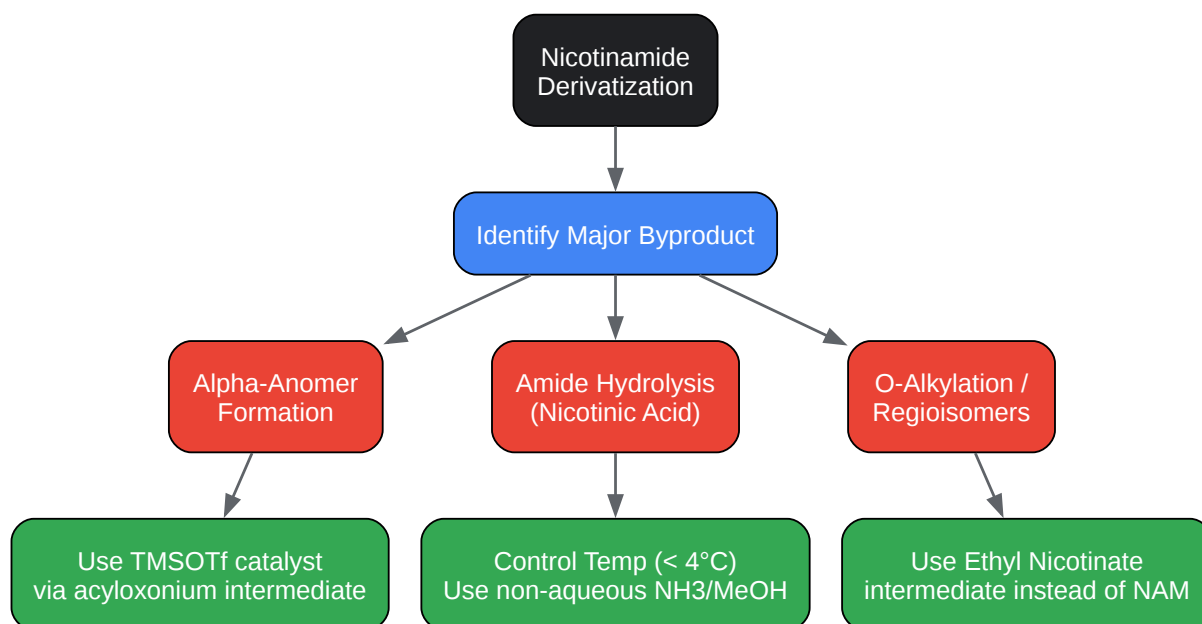 Nicotinamide
Derivatization
Identify Major Byproduct
Alpha-Anomer
Formation
Amide Hydrolysis
(Nicotinic Acid)
O-Alkylation /
Regioisomers
Use TMSOTf catalyst
via acyloxonium intermediate
Control Temp (< 4°C)
Use non-aqueous NH3/MeOH
Use Ethyl Nicotinate
intermediate instead of NAM